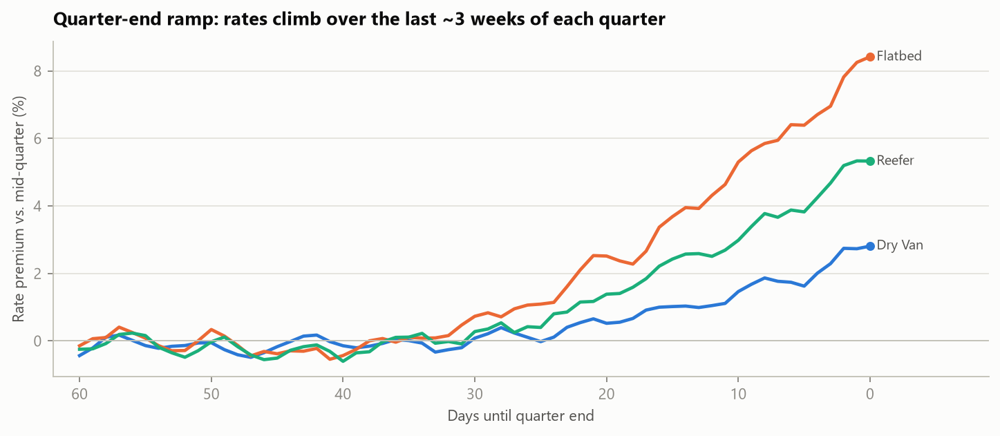 Quarter-end ramp: rates climb over the last ~3 weeks of each quarter
Rate premium vs. mid-quarter (%)
8
6
4
2
0
Flatbed
Reefer
Dry Van
60 50 40 30 20 10 0
Days until quarter end